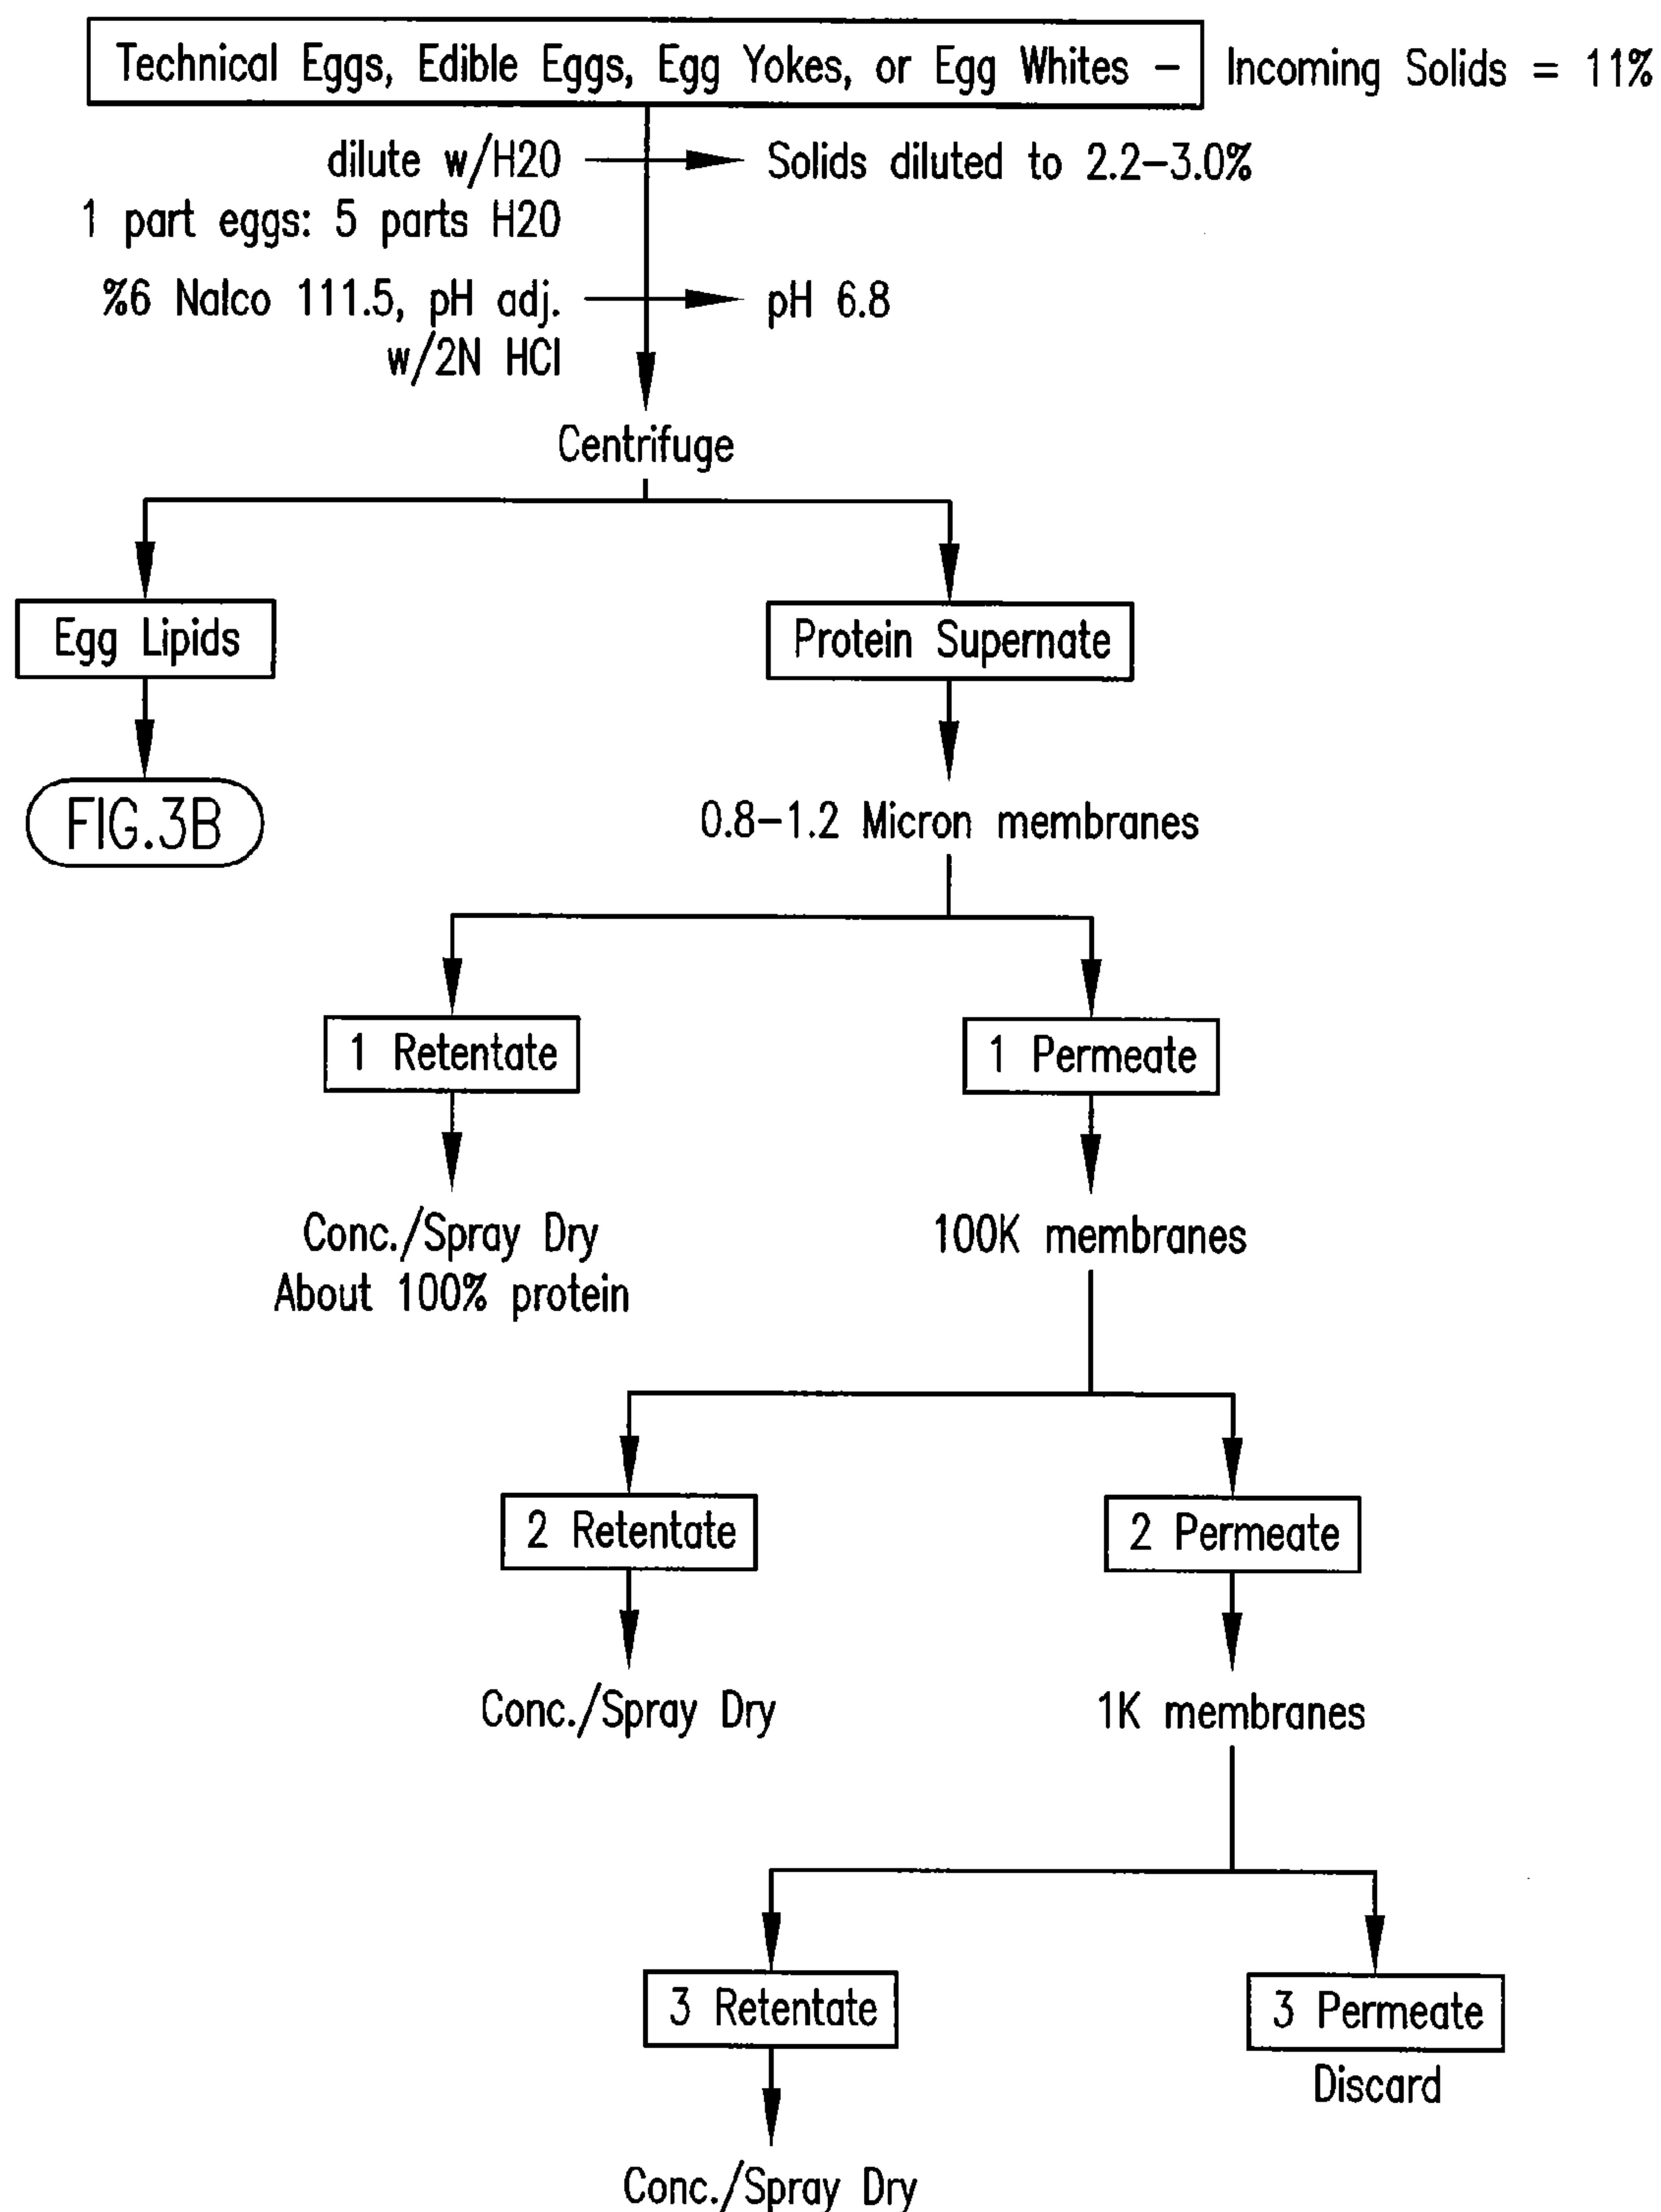 Technical Eggs, Edible Eggs, Egg Yokes, or Egg Whites – Incoming Solids = 11%
dilute w/H20
Solids diluted to 2.2–3.0%
1 part eggs: 5 parts H20
%6 Nalco 111.5, pH adj.
pH 6.8
w/2N HCl
Centrifuge
Egg Lipids
Protein Supernate
FIG.3B
0.8–1.2 Micron membranes
1 Retentate
1 Permeate
Conc./Spray Dry
About 100% protein
100K membranes
2 Retentate
2 Permeate
Conc./Spray Dry
1K membranes
3 Retentate
3 Permeate
Discard
Conc./Spray Dry